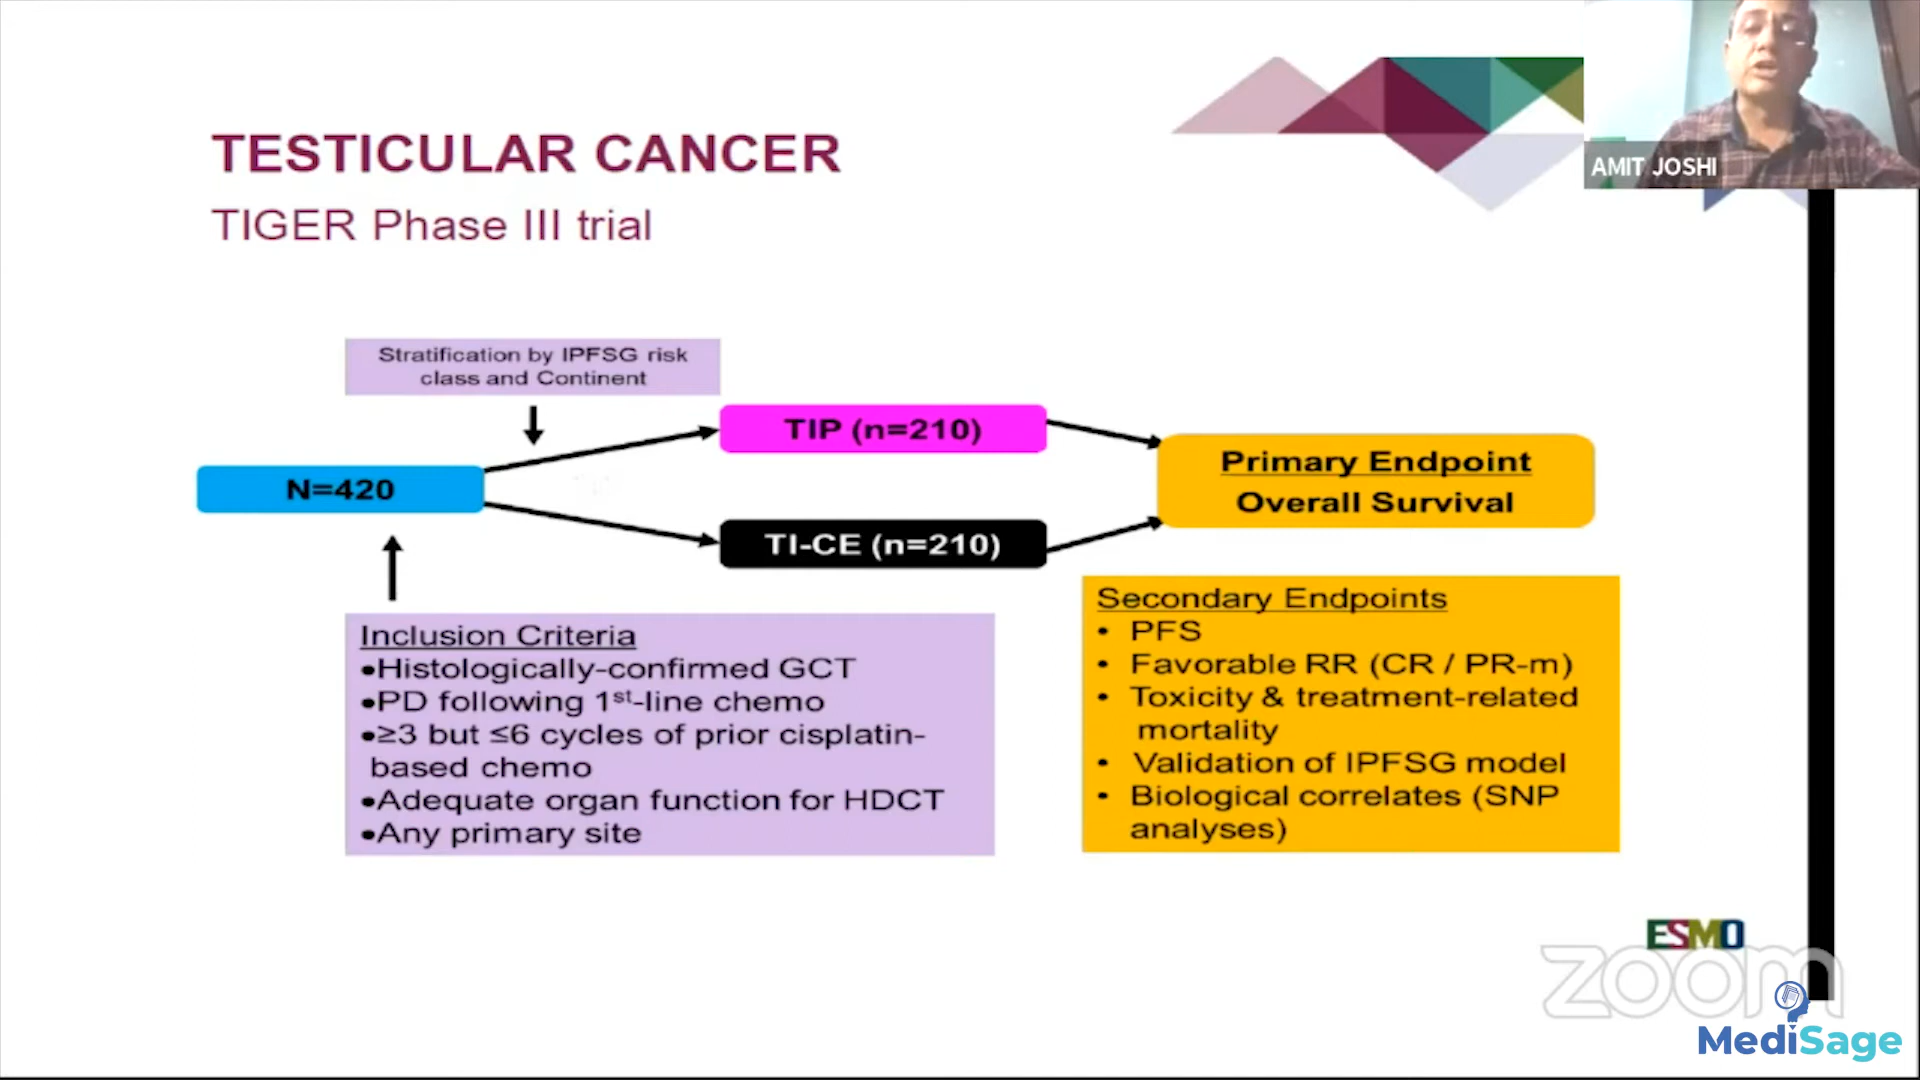 TESTICULAR CANCER
TIGER Phase III trial
AMIT JOSHI
Stratification by IPFSG risk
class and Continent
TIP (n=210)
N=420
TI-CE (n=210)
Primary Endpoint
Overall Survival
Inclusion Criteria
•Histologically-confirmed GCT
•PD following 1st-line chemo
•≥3 but ≤6 cycles of prior cisplatin-
based chemo
•Adequate organ function for HDCT
•Any primary site
Secondary Endpoints
• PFS
• Favorable RR (CR / PR-m)
• Toxicity & treatment-related
mortality
• Validation of IPFSG model
• Biological correlates (SNP
analyses)
ESMO
zoom
MediSage